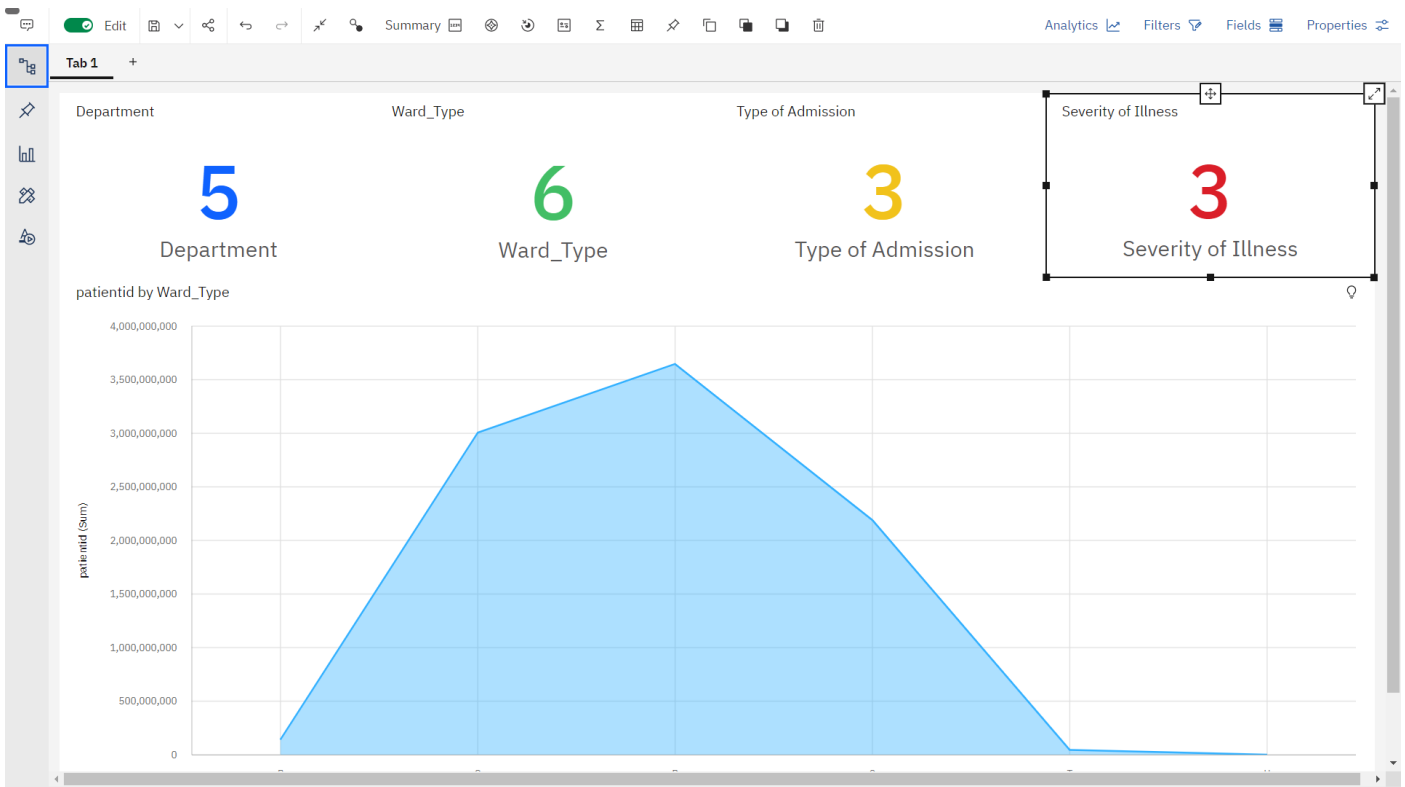 Edit
Summary
Analytics
Filters
Fields
Properties
Tab 1
+
Department
Ward_Type
Type of Admission
Severity of Illness
5
Department
6
Ward_Type
3
Type of Admission
3
Severity of Illness
patientid by Ward_Type
4,000,000,000
3,500,000,000
3,000,000,000
2,500,000,000
2,000,000,000
1,500,000,000
1,000,000,000
500,000,000
0
patientid (Sum)